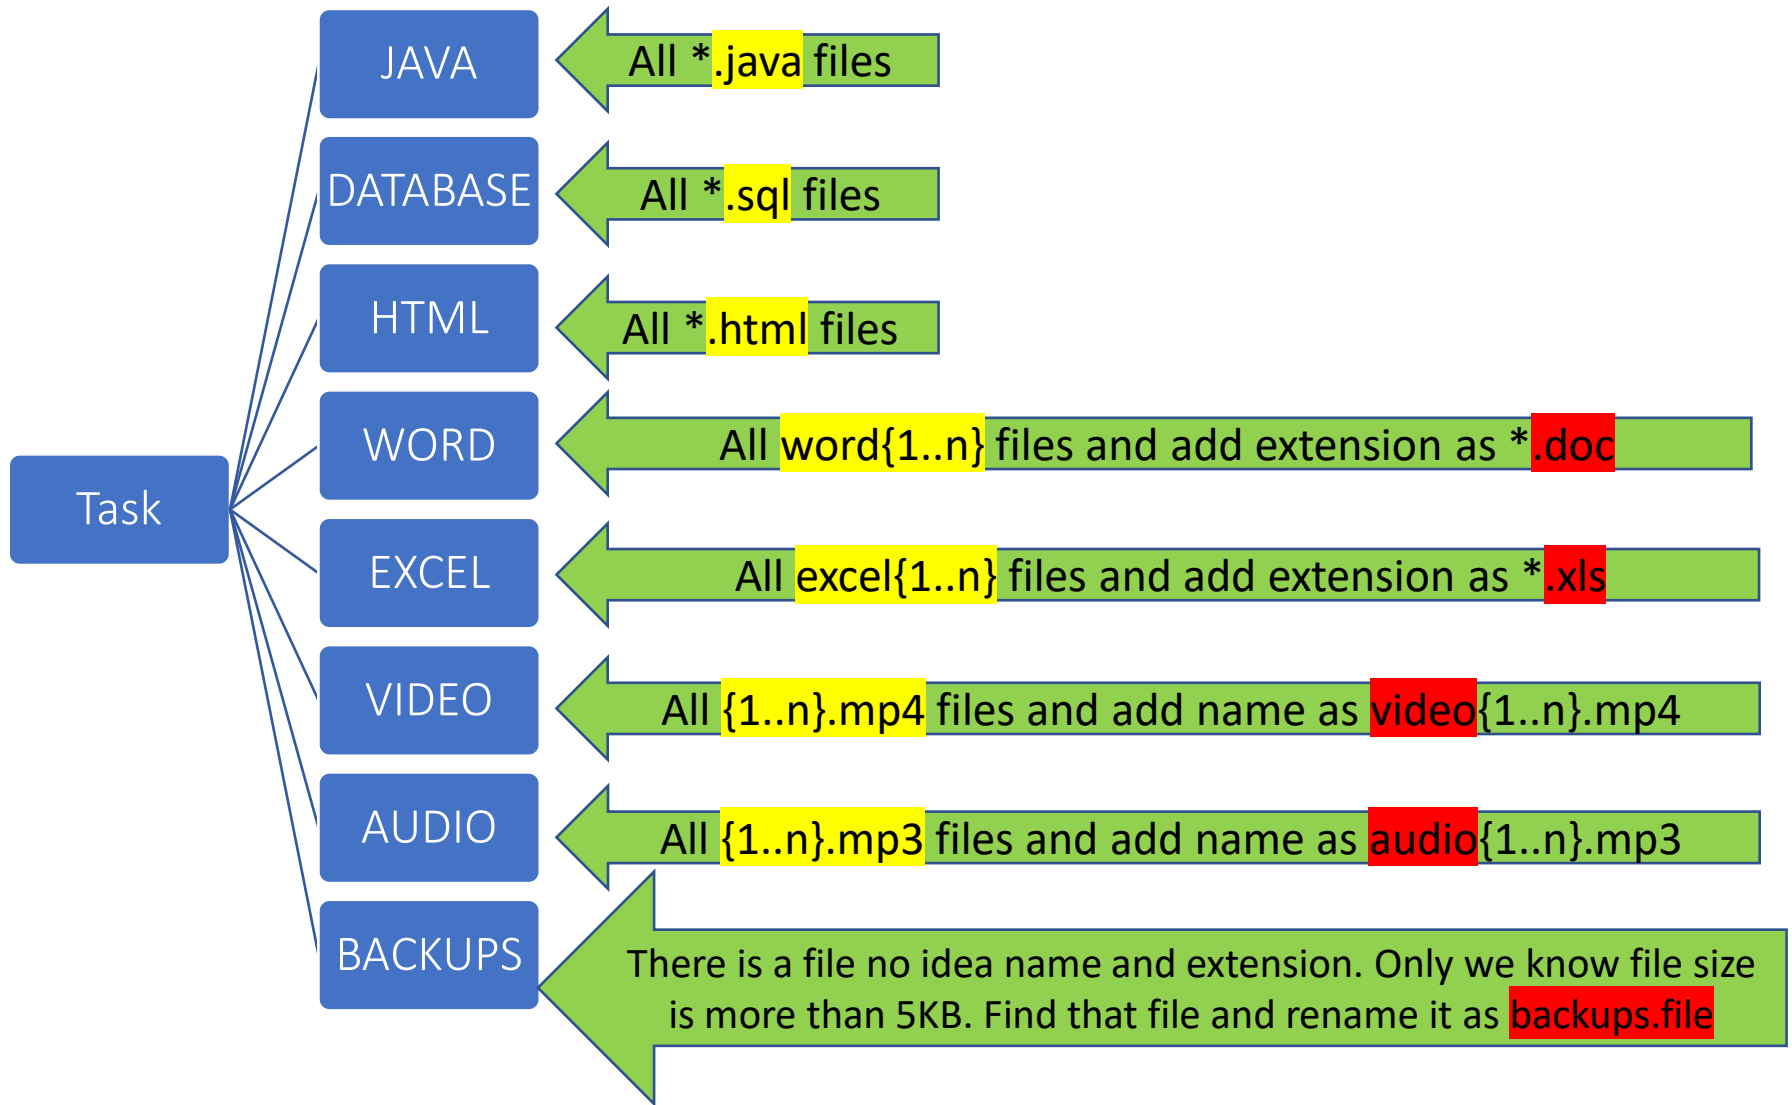 Task
JAVA
All *.java files
DATABASE
All *.sql files
HTML
All *.html files
WORD
All word{1..n} files and add extension as *.doc
EXCEL
All excel{1..n} files and add extension as *.xls
VIDEO
All {1..n}.mp4 files and add name as video{1..n}.mp4
AUDIO
All {1..n}.mp3 files and add name as audio{1..n}.mp3
BACKUPS
There is a file no idea name and extension. Only we know file size
is more than 5KB. Find that file and rename it as backups.file